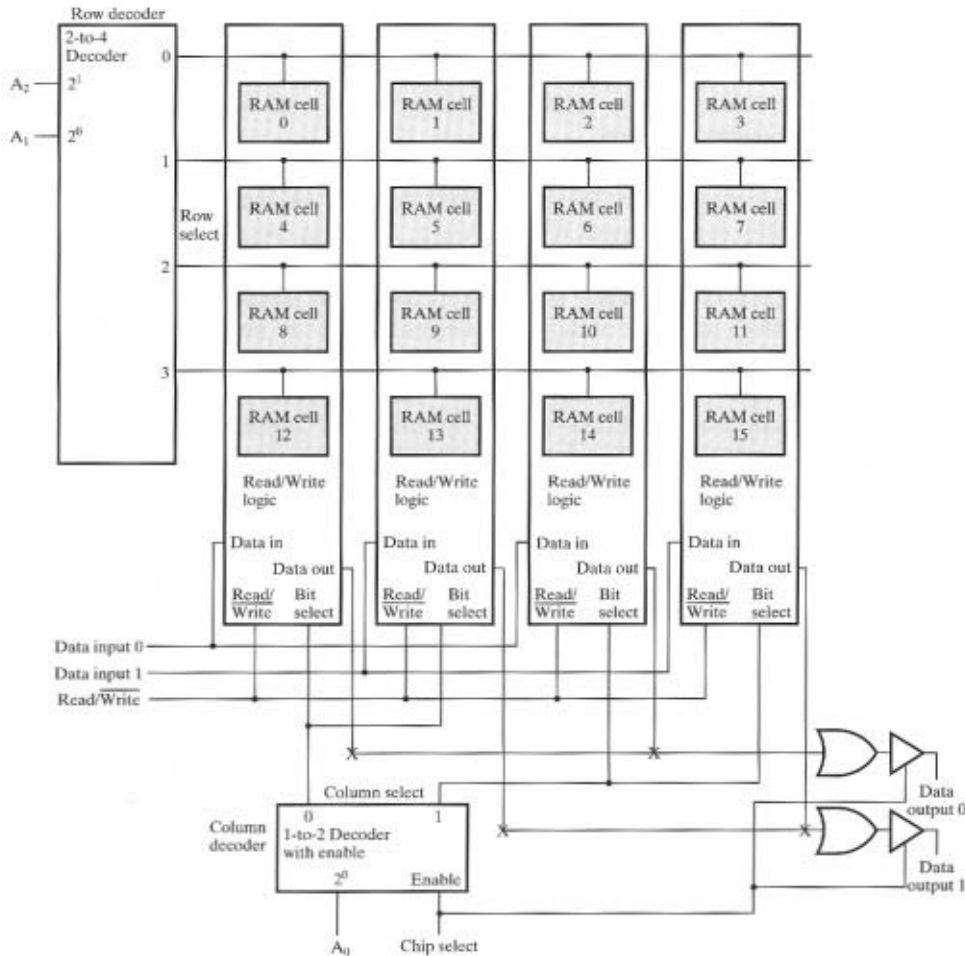 Row decoder
2-to-4
Decoder
A₂
2¹
A₁
2⁰
0
1
2
3
Row
select
RAM cell
0
RAM cell
1
RAM cell
2
RAM cell
3
RAM cell
4
RAM cell
5
RAM cell
6
RAM cell
7
RAM cell
8
RAM cell
9
RAM cell
10
RAM cell
11
RAM cell
12
RAM cell
13
RAM cell
14
RAM cell
15
Read/Write
logic
Read/Write
logic
Read/Write
logic
Read/Write
logic
Data in
Data in
Data in
Data in
Data out
Data out
Data out
Data out
Read/
Write
Bit
select
Read/
Write
Bit
select
Read/
Write
Bit
select
Read/
Write
Bit
select
Data input 0
Data input 1
Read/Write
X
X
X
X
Column select
Column
decoder
0
1
1-to-2 Decoder
with enable
2⁰
Enable
A₀
Chip select
Data
output 0
Data
output 1